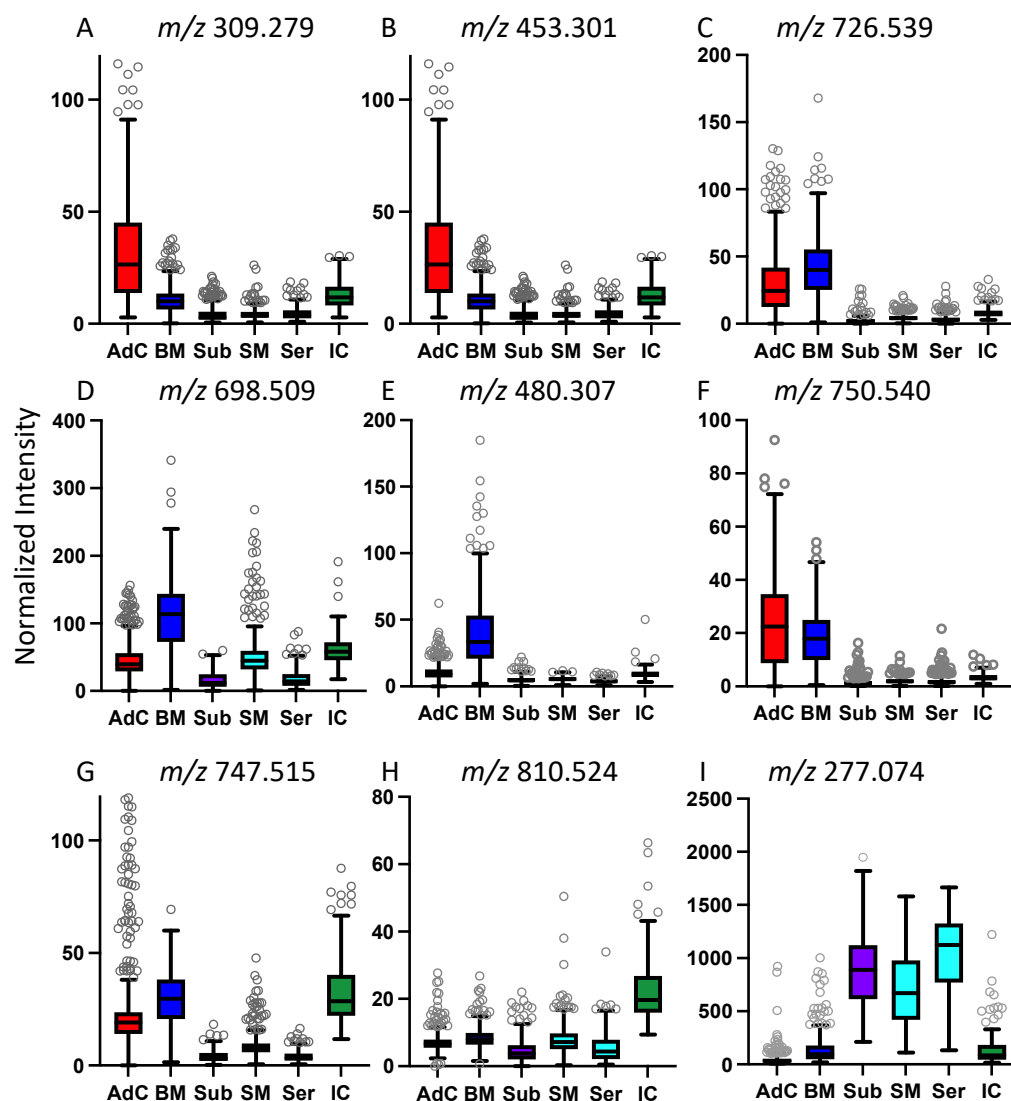 A m/z 309.279
B m/z 453.301
C m/z 726.539
100
50
0
AdC BM Sub SM Ser IC
100
50
0
AdC BM Sub SM Ser IC
200
150
100
50
0
AdC BM Sub SM Ser IC
Normalized Intensity
D m/z 698.509
E m/z 480.307
F m/z 750.540
400
300
200
100
0
AdC BM Sub SM Ser IC
200
150
100
50
0
AdC BM Sub SM Ser IC
100
80
60
40
20
0
AdC BM Sub SM Ser IC
G m/z 747.515
H m/z 810.524
I m/z 277.074
100
50
0
AdC BM Sub SM Ser IC
80
60
40
20
0
AdC BM Sub SM Ser IC
2500
2000
1500
1000
500
0
AdC BM Sub SM Ser IC